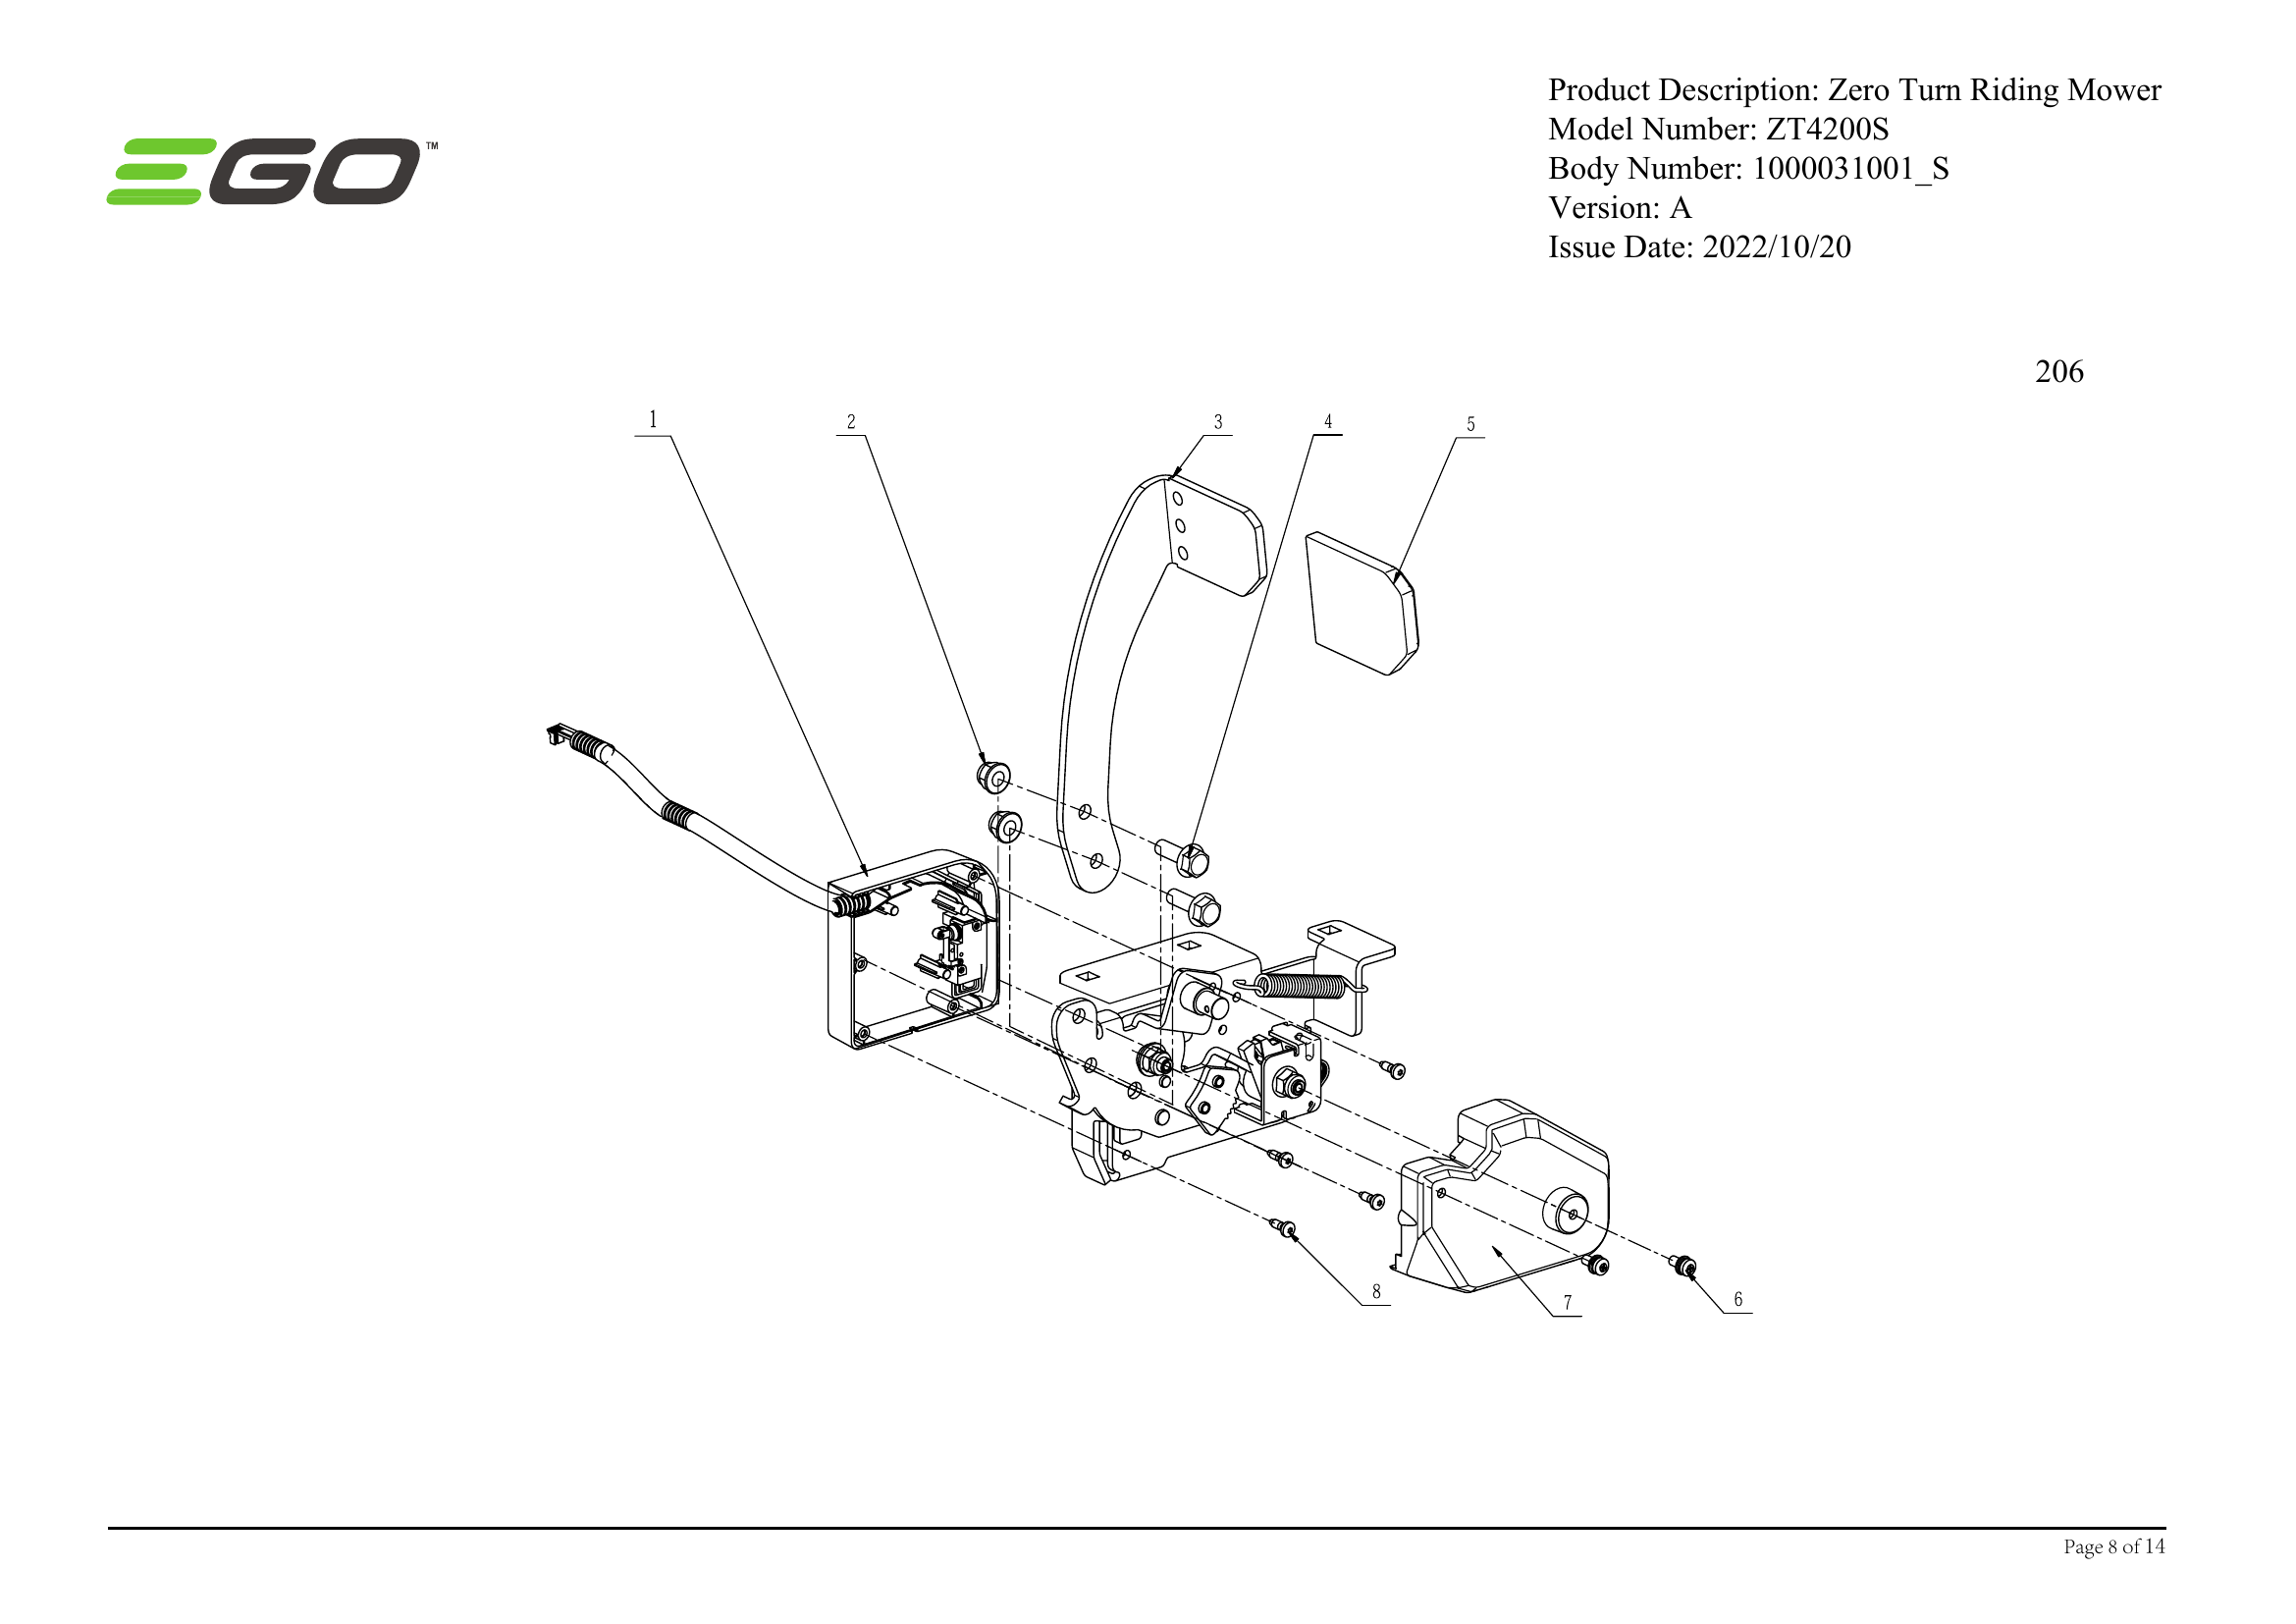 EGO™
Product Description: Zero Turn Riding Mower
Model Number: ZT4200S
Body Number: 1000031001_S
Version: A
Issue Date: 2022/10/20
206
1
2
3
4
5
8
7
6
Page 8 of 14